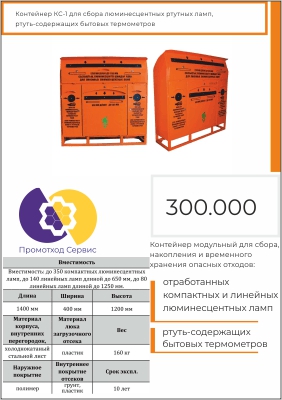 Контейнер КС-1 для сбора люминесцентных ртутных ламп,
ртуть-содержащих бытовых термометров
300.000
Промотход Сервис
Контейнер модульный для сбора,
накопления и временного
хранения опасных отходов:
отработанных
компактных и линейных
люминесцентных ламп
ртуть-содержащих
бытовых термометров
Вместимость
Вместимость: до 350 компактных люминесцентных
ламп, до 140 линейных ламп длиной до 650 мм, до 80
линейных ламп длиной до 1250 мм.
Длина Ширина Высота
1400 мм 400 мм 1200 мм
Материал корпуса, внутренних перегородок, Материал люка загрузочного отсека Вес
холоднокатаный стальной лист пластик 160 кг
Наружное покрытие Внутреннее покрытие отсеков Срок экспл.
полимер грунт, пластик 10 лет